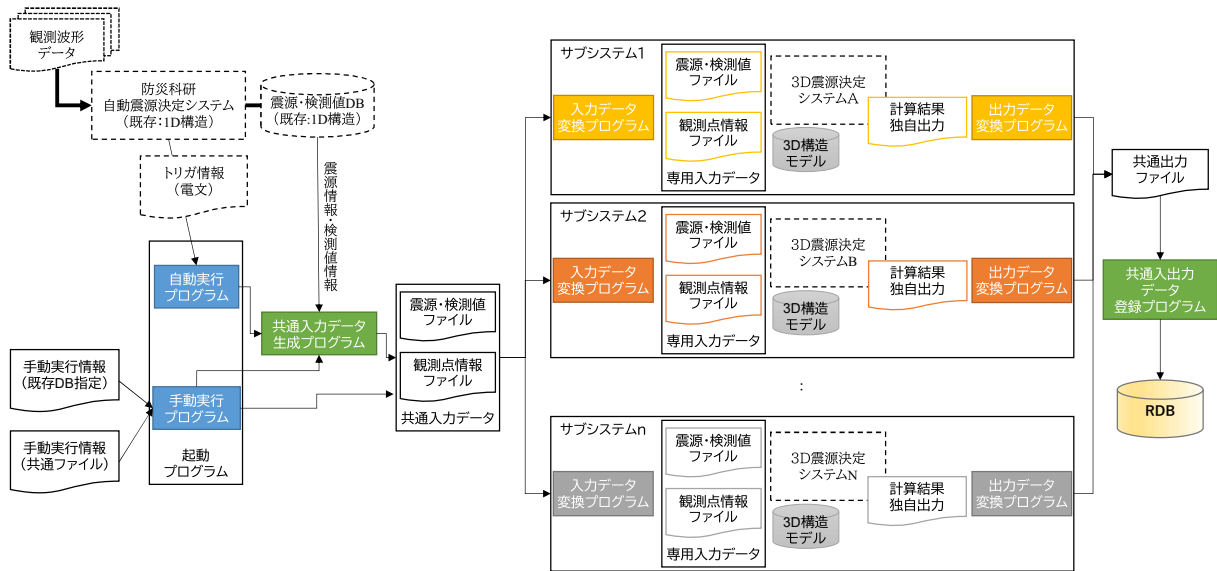 観測波形
データ
防災科研
自動震源決定システム
（既存：1D構造）
震源・検測値DB
（既存:1D構造）
トリガ情報
（電文）
震源情報・検測値情報
自動実行
プログラム
手動実行
プログラム
起動
プログラム
手動実行情報
（既存DB指定）
手動実行情報
（共通ファイル）
共通入力データ
生成プログラム
震源・検測値
ファイル
観測点情報
ファイル
共通入力データ
サブシステム1
入力データ
変換プログラム
震源・検測値
ファイル
観測点情報
ファイル
専用入力データ
3D震源決定
システムA
3D構造
モデル
計算結果
独自出力
出力データ
変換プログラム
サブシステム2
入力データ
変換プログラム
震源・検測値
ファイル
観測点情報
ファイル
専用入力データ
3D震源決定
システムB
3D構造
モデル
計算結果
独自出力
出力データ
変換プログラム
：
サブシステムn
入力データ
変換プログラム
震源・検測値
ファイル
観測点情報
ファイル
専用入力データ
3D震源決定
システムN
3D構造
モデル
計算結果
独自出力
出力データ
変換プログラム
共通出力
ファイル
共通入出力
データ
登録プログラム
RDB